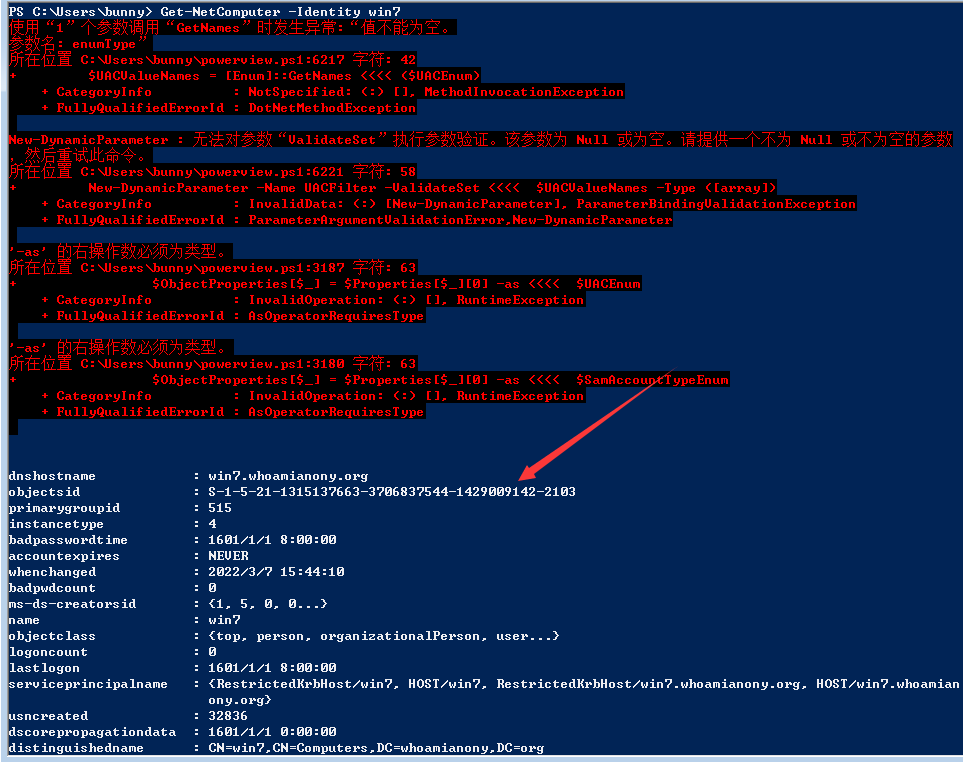 PS C:\Users\bunny> Get-NetComputer -Identity win7
使用“1”个参数调用“GetNames”时发生异常:“值不能为空。
参数名: enumType”
所在位置 C:\Users\bunny\powerview.ps1:6217 字符: 42
+         $UACValueNames = [Enum]::GetNames <<<< ($UACEnum)
    + CategoryInfo          : NotSpecified: (:) [], MethodInvocationException
    + FullyQualifiedErrorId : DotNetMethodException
New-DynamicParameter : 无法对参数“ValidateSet”执行参数验证。该参数为 Null 或为空。请提供一个不为 Null 或不为空的参数
，然后重试此命令。
所在位置 C:\Users\bunny\powerview.ps1:6221 字符: 58
+         New-DynamicParameter -Name UACFilter -ValidateSet <<<<  $UACValueNames -Type ([array])
    + CategoryInfo          : InvalidData: (:) [New-DynamicParameter], ParameterBindingValidationException
    + FullyQualifiedErrorId : ParameterArgumentValidationError,New-DynamicParameter
'-as' 的右操作数必须为类型。
所在位置 C:\Users\bunny\powerview.ps1:3187 字符: 63
+                 $ObjectProperties[$_] = $Properties[$_][0] -as <<<<  $UACEnum
    + CategoryInfo          : InvalidOperation: (:) [], RuntimeException
    + FullyQualifiedErrorId : AsOperatorRequiresType
'-as' 的右操作数必须为类型。
所在位置 C:\Users\bunny\powerview.ps1:3180 字符: 63
+                 $ObjectProperties[$_] = $Properties[$_][0] -as <<<<  $SamAccountTypeEnum
    + CategoryInfo          : InvalidOperation: (:) [], RuntimeException
    + FullyQualifiedErrorId : AsOperatorRequiresType
dnshostname            : win7.whoamianony.org
objectsid              : S-1-5-21-1315137663-3706837544-1429009142-2103
primarygroupid         : 515
instancetype           : 4
badpasswordtime        : 1601/1/1 8:00:00
accountexpires         : NEVER
whenchanged            : 2022/3/7 15:44:10
badpwdcount            : 0
ms-ds-creatorsid       : {1, 5, 0, 0...}
name                   : win7
objectclass            : {top, person, organizationalPerson, user...}
logoncount             : 0
lastlogon              : 1601/1/1 8:00:00
serviceprincipalname   : {RestrictedKrbHost/win7, HOST/win7, RestrictedKrbHost/win7.whoamianony.org, HOST/win7.whoamian
                         ony.org}
usncreated             : 32836
dscorepropagationdata  : 1601/1/1 0:00:00
distinguishedname      : CN=win7,CN=Computers,DC=whoamianony,DC=org